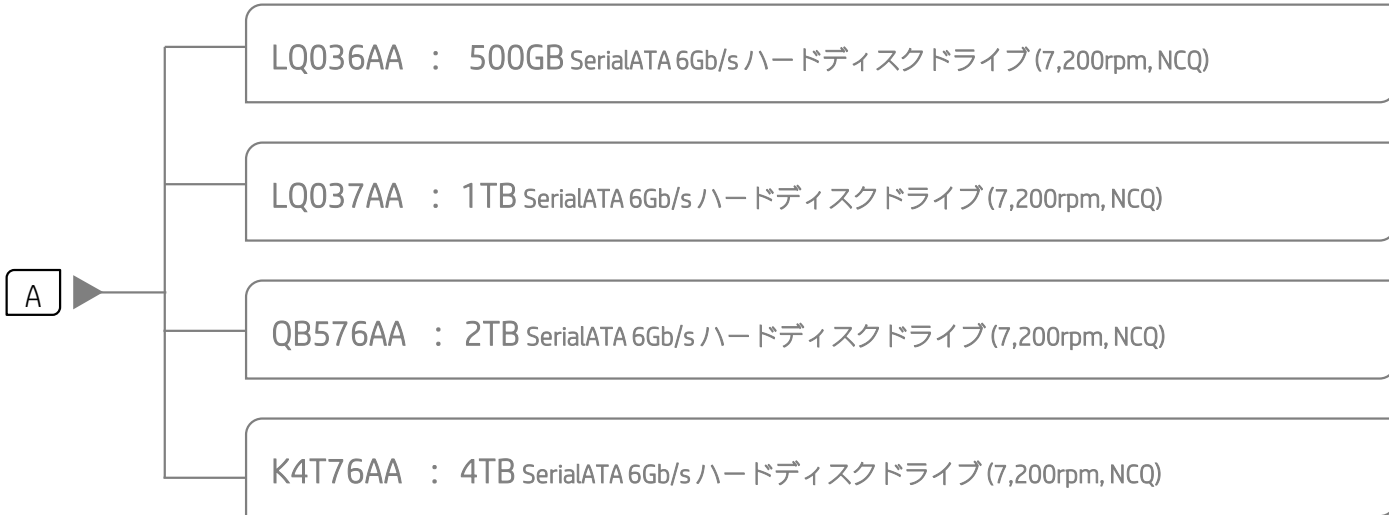 LQ036AA : 500GB SerialATA 6Gb/s ハードディスクドライブ (7,200rpm, NCQ)
LQ037AA : 1TB SerialATA 6Gb/s ハードディスクドライブ (7,200rpm, NCQ)
A
QB576AA : 2TB SerialATA 6Gb/s ハードディスクドライブ (7,200rpm, NCQ)
K4T76AA : 4TB SerialATA 6Gb/s ハードディスクドライブ (7,200rpm, NCQ)